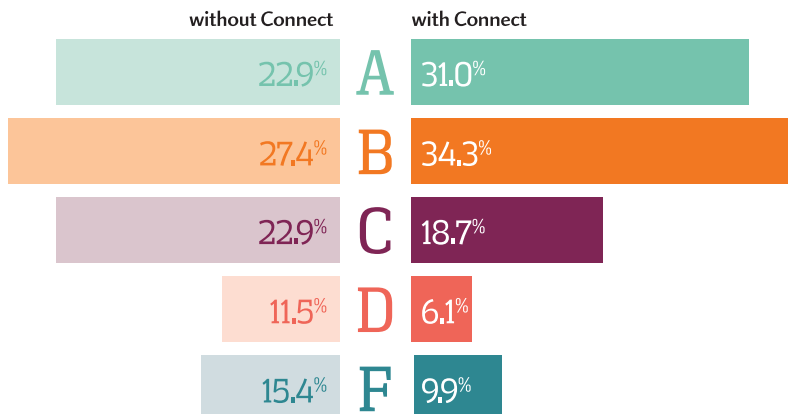 without Connect with Connect
22.9% A 31.0%
27.4% B 34.3%
22.9% C 18.7%
11.5% D 6.1%
15.4% F 9.9%